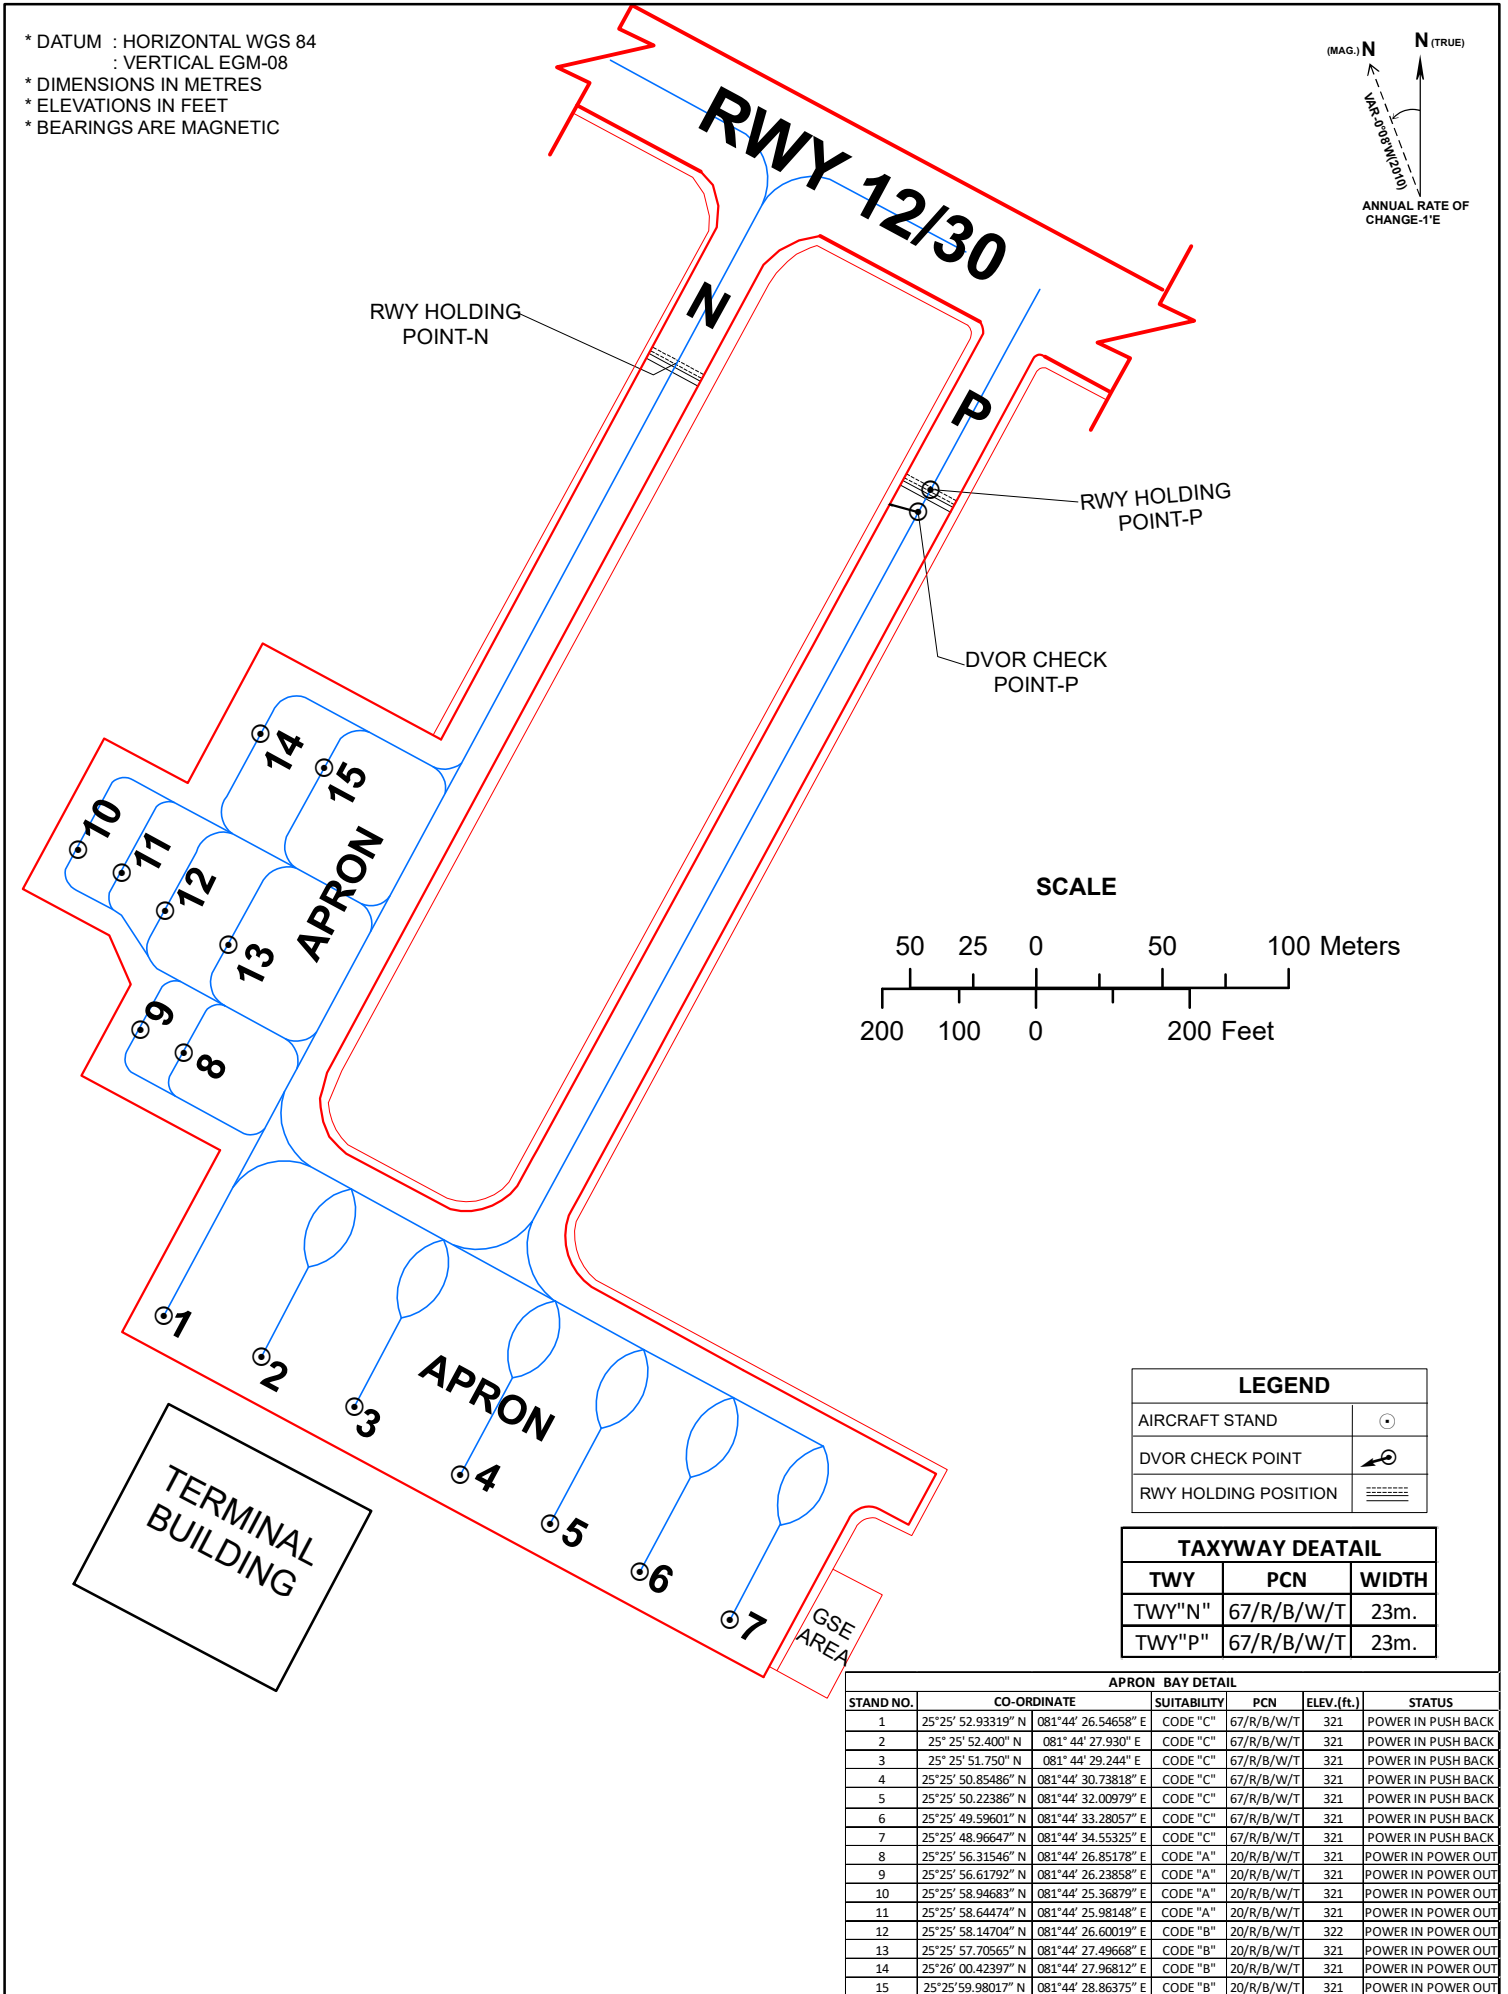 * DATUM : HORIZONTAL WGS 84
: VERTICAL EGM-08
* DIMENSIONS IN METRES
* ELEVATIONS IN FEET
* BEARINGS ARE MAGNETIC
(MAG.) N
N (TRUE)
VAR-0°08'W(2010)
ANNUAL RATE OF
CHANGE-1'E
RWY 12/30
RWY HOLDING
POINT-N
N
P
RWY HOLDING
POINT-P
DVOR CHECK
POINT-P
14
15
10
11
12
13
APRON
9
8
SCALE
50 25 0 50 100 Meters
200 100 0 200 Feet
1
2
3
4
5
6
7
APRON
TERMINAL
BUILDING
GSE
AREA
LEGEND
AIRCRAFT STAND
DVOR CHECK POINT
RWY HOLDING POSITION
TAXYWAY DEATAIL
TWY PCN WIDTH
TWY"N" 67/R/B/W/T 23m.
TWY"P" 67/R/B/W/T 23m.
APRON BAY DETAIL
STAND NO. CO-ORDINATE SUITABILITY PCN ELEV.(ft.) STATUS
1 25°25' 52.93319" N 081°44' 26.54658" E CODE "C" 67/R/B/W/T 321 POWER IN PUSH BACK
2 25° 25' 52.400" N 081° 44' 27.930" E CODE "C" 67/R/B/W/T 321 POWER IN PUSH BACK
3 25° 25' 51.750" N 081° 44' 29.244" E CODE "C" 67/R/B/W/T 321 POWER IN PUSH BACK
4 25°25' 50.85486" N 081°44' 30.73818" E CODE "C" 67/R/B/W/T 321 POWER IN PUSH BACK
5 25°25' 50.22386" N 081°44' 32.00979" E CODE "C" 67/R/B/W/T 321 POWER IN PUSH BACK
6 25°25' 49.59601" N 081°44' 33.28057" E CODE "C" 67/R/B/W/T 321 POWER IN PUSH BACK
7 25°25' 48.96647" N 081°44' 34.55325" E CODE "C" 67/R/B/W/T 321 POWER IN PUSH BACK
8 25°25' 56.31546" N 081°44' 26.85178" E CODE "A" 20/R/B/W/T 321 POWER IN POWER OUT
9 25°25' 56.61792" N 081°44' 26.23858" E CODE "A" 20/R/B/W/T 321 POWER IN POWER OUT
10 25°25' 58.94683" N 081°44' 25.36879" E CODE "A" 20/R/B/W/T 321 POWER IN POWER OUT
11 25°25' 58.64474" N 081°44' 25.98148" E CODE "A" 20/R/B/W/T 321 POWER IN POWER OUT
12 25°25' 58.14704" N 081°44' 26.60019" E CODE "B" 20/R/B/W/T 322 POWER IN POWER OUT
13 25°25' 57.70565" N 081°44' 27.49668" E CODE "B" 20/R/B/W/T 321 POWER IN POWER OUT
14 25°26' 00.42397" N 081°44' 27.96812" E CODE "B" 20/R/B/W/T 321 POWER IN POWER OUT
15 25°25'59.98017" N 081°44' 28.86375" E CODE "B" 20/R/B/W/T 321 POWER IN POWER OUT